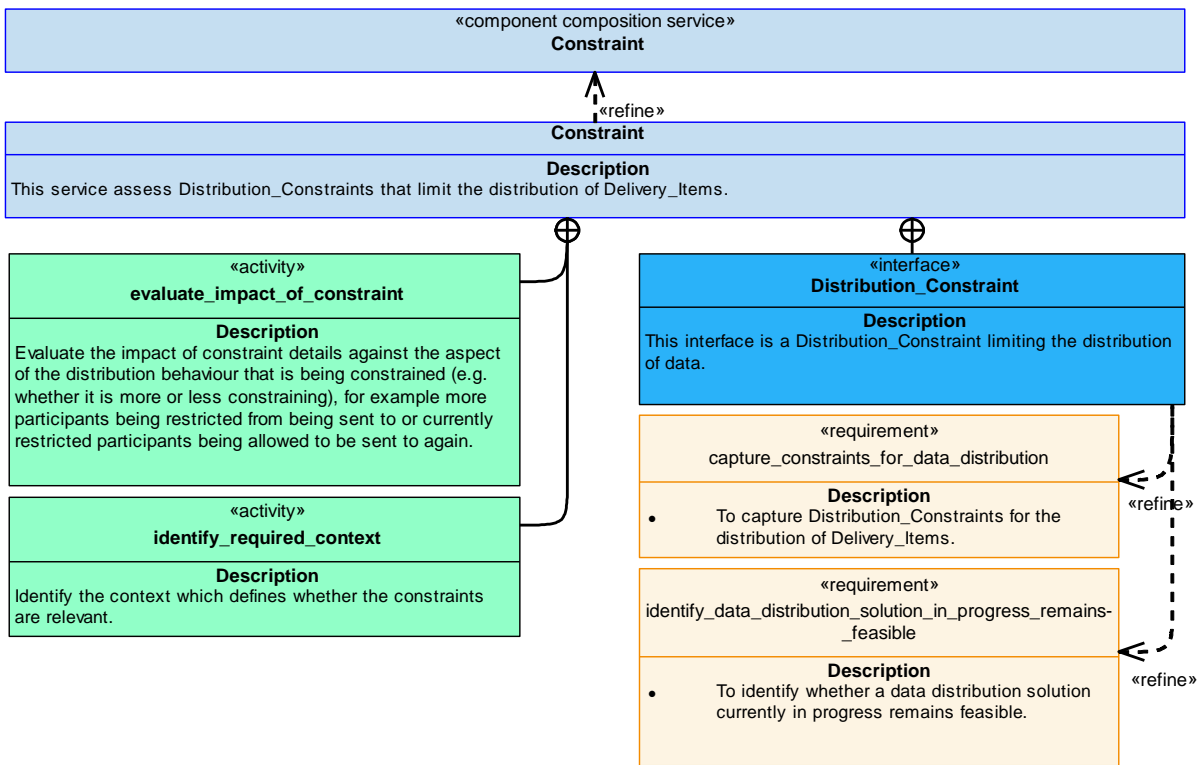 «component composition service»
Constraint
«refine»
Constraint
Description
This service assess Distribution_Constraints that limit the distribution of Delivery_Items.
«activity»
evaluate_impact_of_constraint
Description
Evaluate the impact of constraint details against the aspect
of the distribution behaviour that is being constrained (e.g.
whether it is more or less constraining), for example more
participants being restricted from being sent to or currently
restricted participants being allowed to be sent to again.
«activity»
identify_required_context
Description
Identify the context which defines whether the constraints
are relevant.
«interface»
Distribution_Constraint
Description
This interface is a Distribution_Constraint limiting the distribution
of data.
«requirement»
capture_constraints_for_data_distribution
Description
• To capture Distribution_Constraints for the
distribution of Delivery_Items.
«refine»
«requirement»
identify_data_distribution_solution_in_progress_remains-
_feasible
Description
• To identify whether a data distribution solution
currently in progress remains feasible.
«refine»